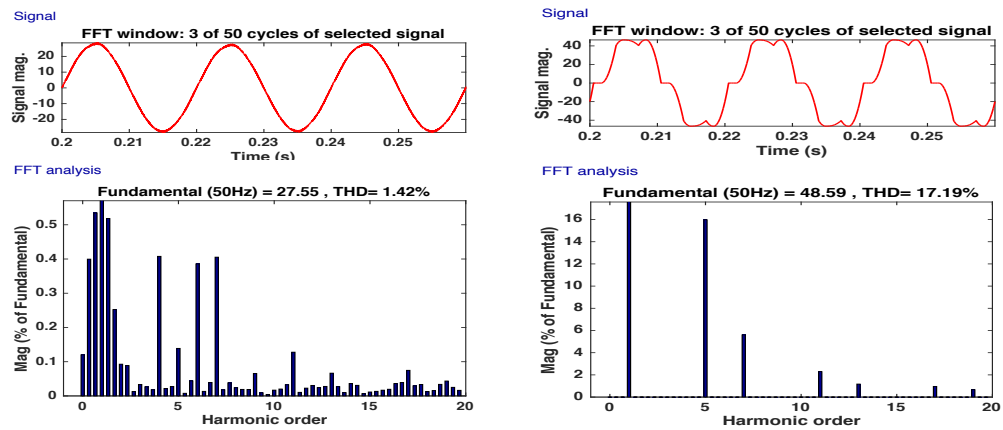 Signal
FFT window: 3 of 50 cycles of selected signal
Signal mag.
20
10
0
-10
-20
0.2 0.21 0.22 0.23 0.24 0.25
Time (s)
FFT analysis
Fundamental (50Hz) = 27.55 , THD= 1.42%
Mag (% of Fundamental)
0.5
0.4
0.3
0.2
0.1
0
0 5 10 15 20
Harmonic order
Signal
FFT window: 3 of 50 cycles of selected signal
Signal mag.
40
20
0
-20
-40
0.2 0.21 0.22 0.23 0.24 0.25
Time (s)
FFT analysis
Fundamental (50Hz) = 48.59 , THD= 17.19%
Mag (% of Fundamental)
16
14
12
10
8
6
4
2
0
0 5 10 15 20
Harmonic order